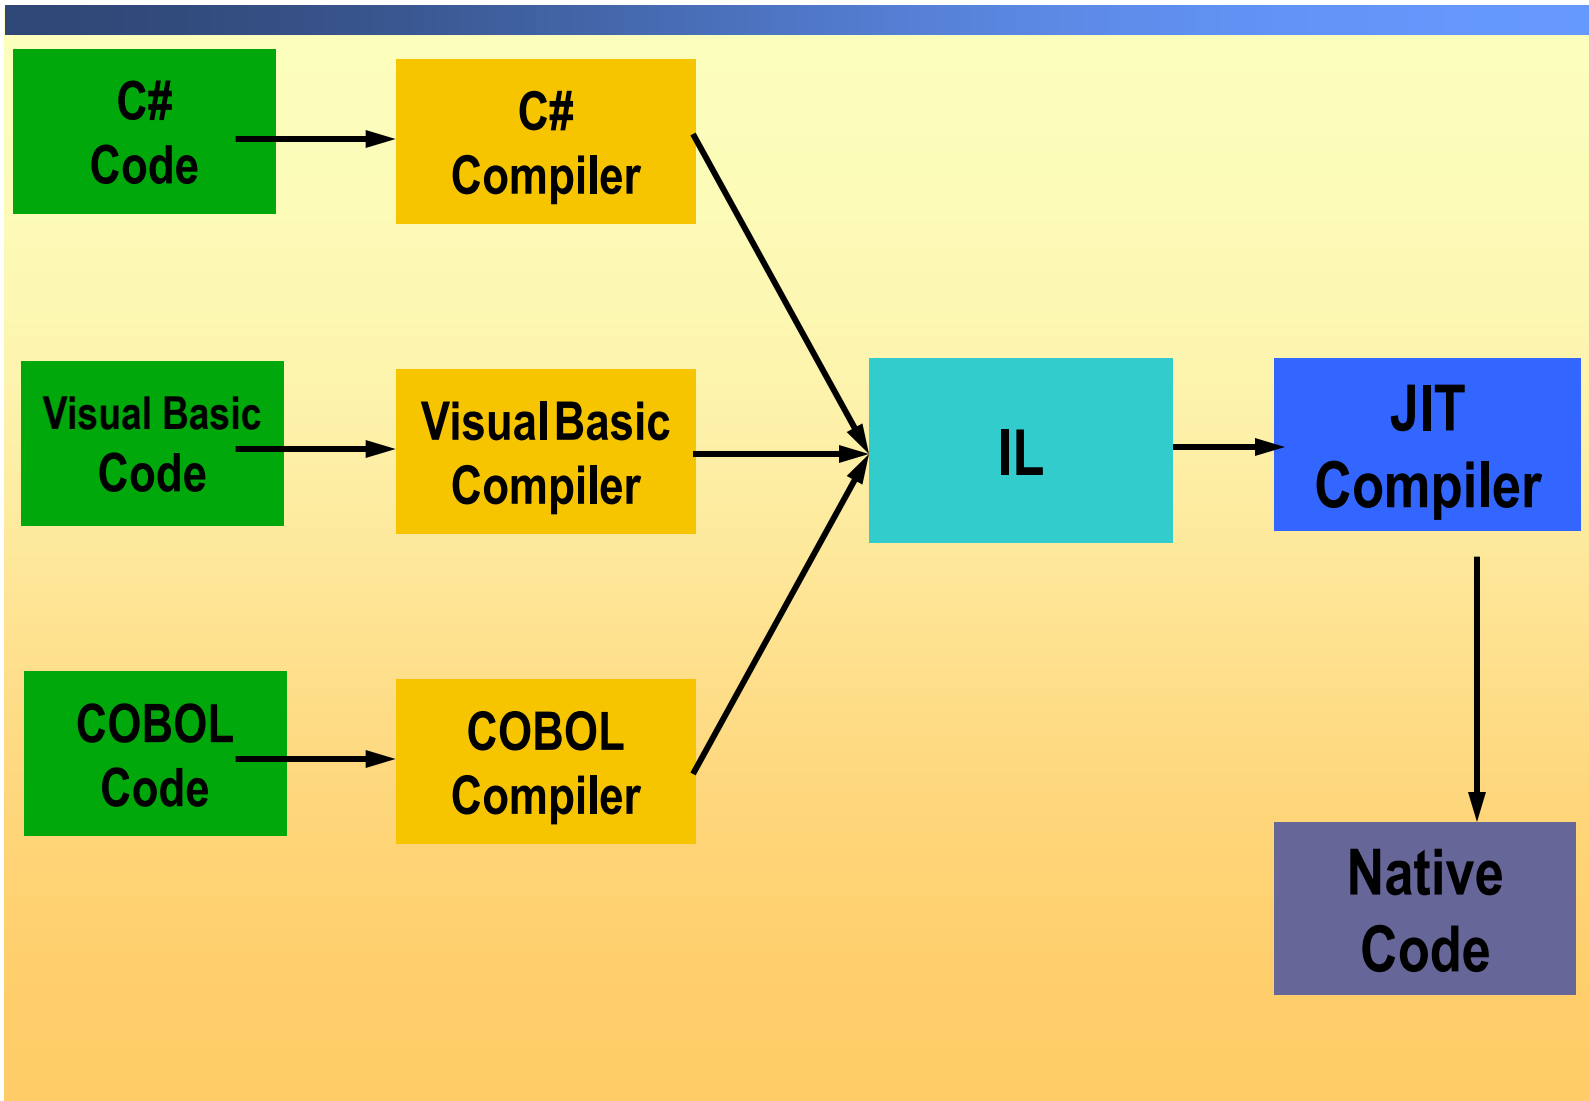 C#
Code
C#
Compiler
Visual Basic
Code
Visual Basic
Compiler
IL
JIT
Compiler
COBOL
Code
COBOL
Compiler
Native
Code